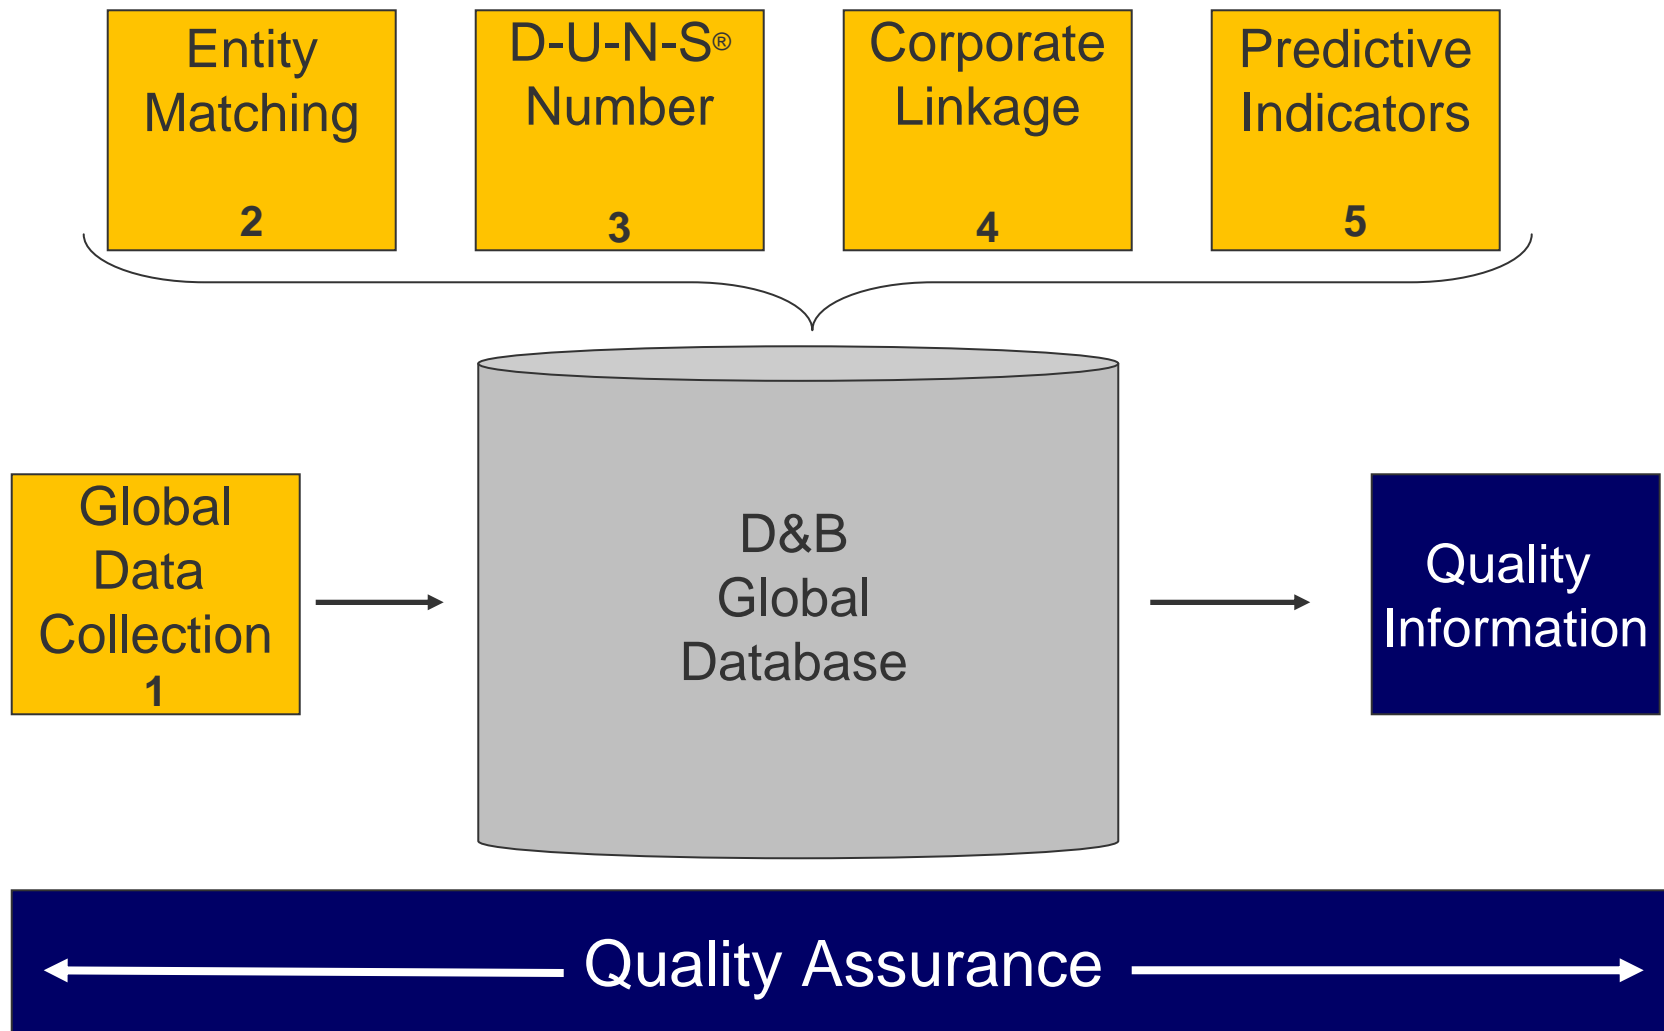 Entity
Matching
2
D-U-N-S®
Number
3
Corporate
Linkage
4
Predictive
Indicators
5
Global
Data
Collection
1
D&B
Global
Database
Quality
Information
Quality Assurance